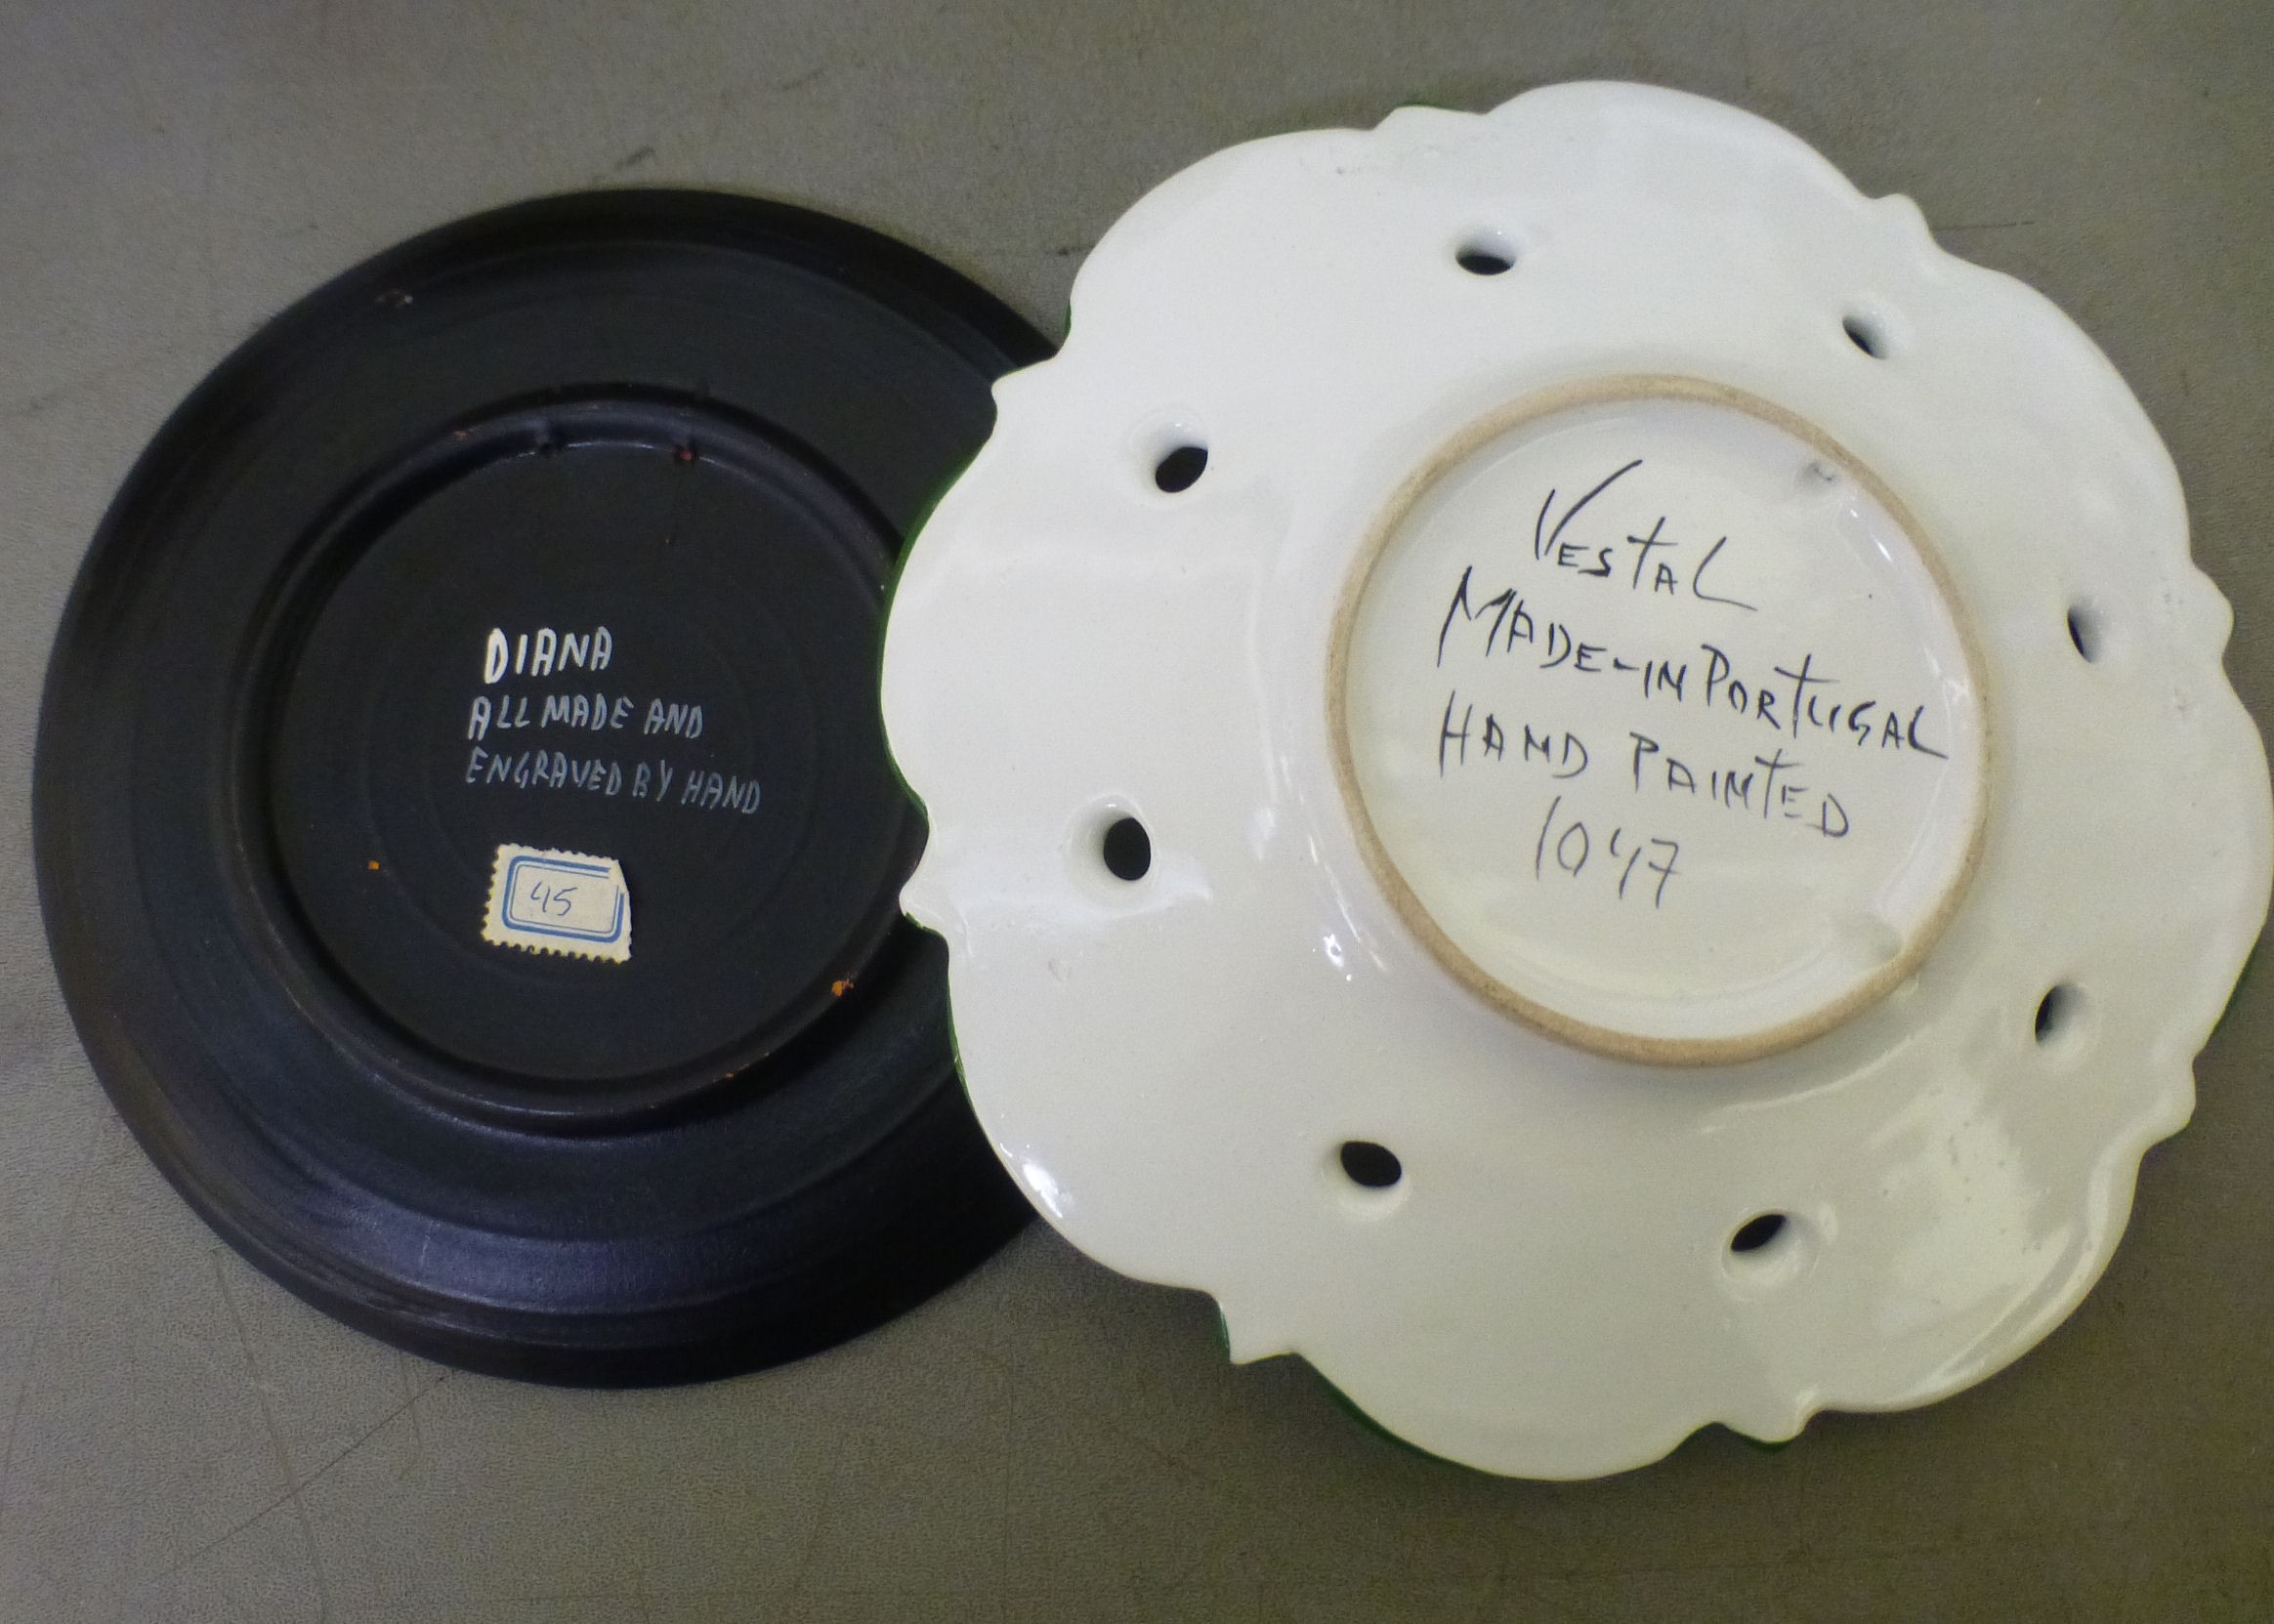 DIANA
ALL MADE AND
ENGRAVED BY HAND
45
VESTAL
MADE-IN PORTUGAL
HAND PAINTED
1047